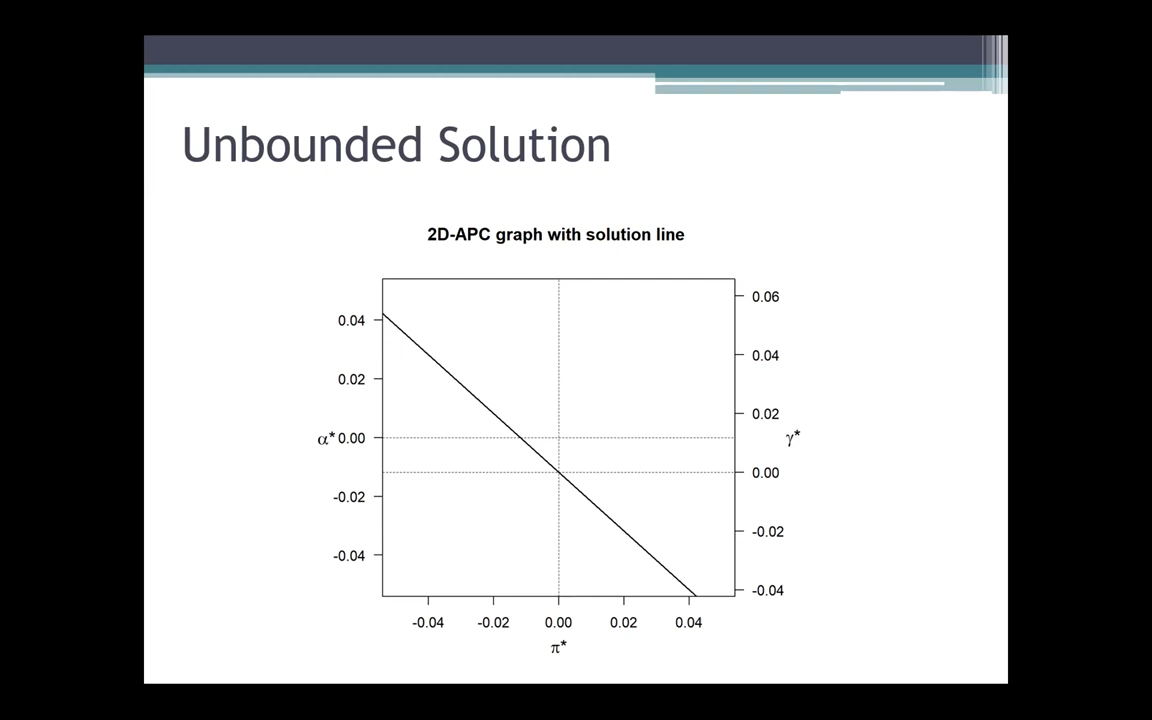 Unbounded Solution
2D-APC graph with solution line
0.06
0.04
0.04
0.02
0.02
α* 0.00
γ*
0.00
-0.02
-0.02
-0.04
-0.04
-0.04 -0.02 0.00 0.02 0.04
π*